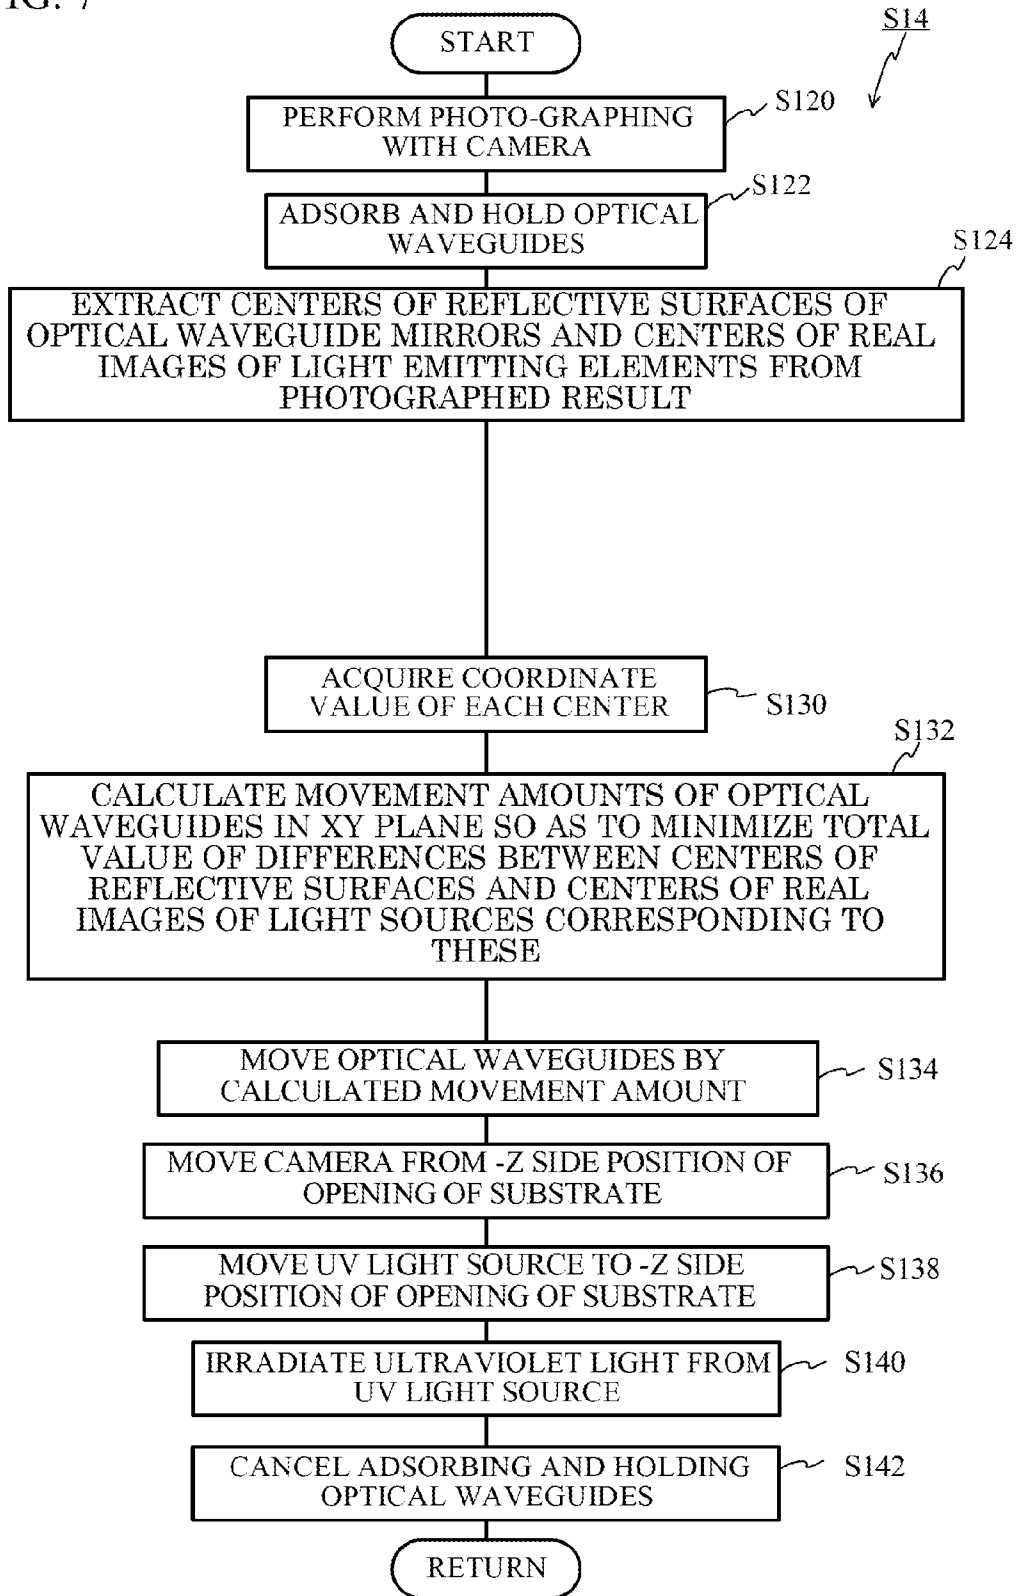 IG. 7
S14
START
S120
PERFORM PHOTO-GRAPHING
WITH CAMERA
S122
ADSORB AND HOLD OPTICAL
WAVEGUIDES
S124
EXTRACT CENTERS OF REFLECTIVE SURFACES OF
OPTICAL WAVEGUIDE MIRRORS AND CENTERS OF REAL
IMAGES OF LIGHT EMITTING ELEMENTS FROM
PHOTOGRAPHED RESULT
ACQUIRE COORDINATE
VALUE OF EACH CENTER
S130
S132
CALCULATE MOVEMENT AMOUNTS OF OPTICAL
WAVEGUIDES IN XY PLANE SO AS TO MINIMIZE TOTAL
VALUE OF DIFFERENCES BETWEEN CENTERS OF
REFLECTIVE SURFACES AND CENTERS OF REAL
IMAGES OF LIGHT SOURCES CORRESPONDING TO
THESE
MOVE OPTICAL WAVEGUIDES BY
CALCULATED MOVEMENT AMOUNT
S134
MOVE CAMERA FROM -Z SIDE POSITION OF
OPENING OF SUBSTRATE
S136
MOVE UV LIGHT SOURCE TO -Z SIDE
POSITION OF OPENING OF SUBSTRATE
S138
IRRADIATE ULTRAVIOLET LIGHT FROM
UV LIGHT SOURCE
S140
CANCEL ADSORBING AND HOLDING
OPTICAL WAVEGUIDES
S142
RETURN